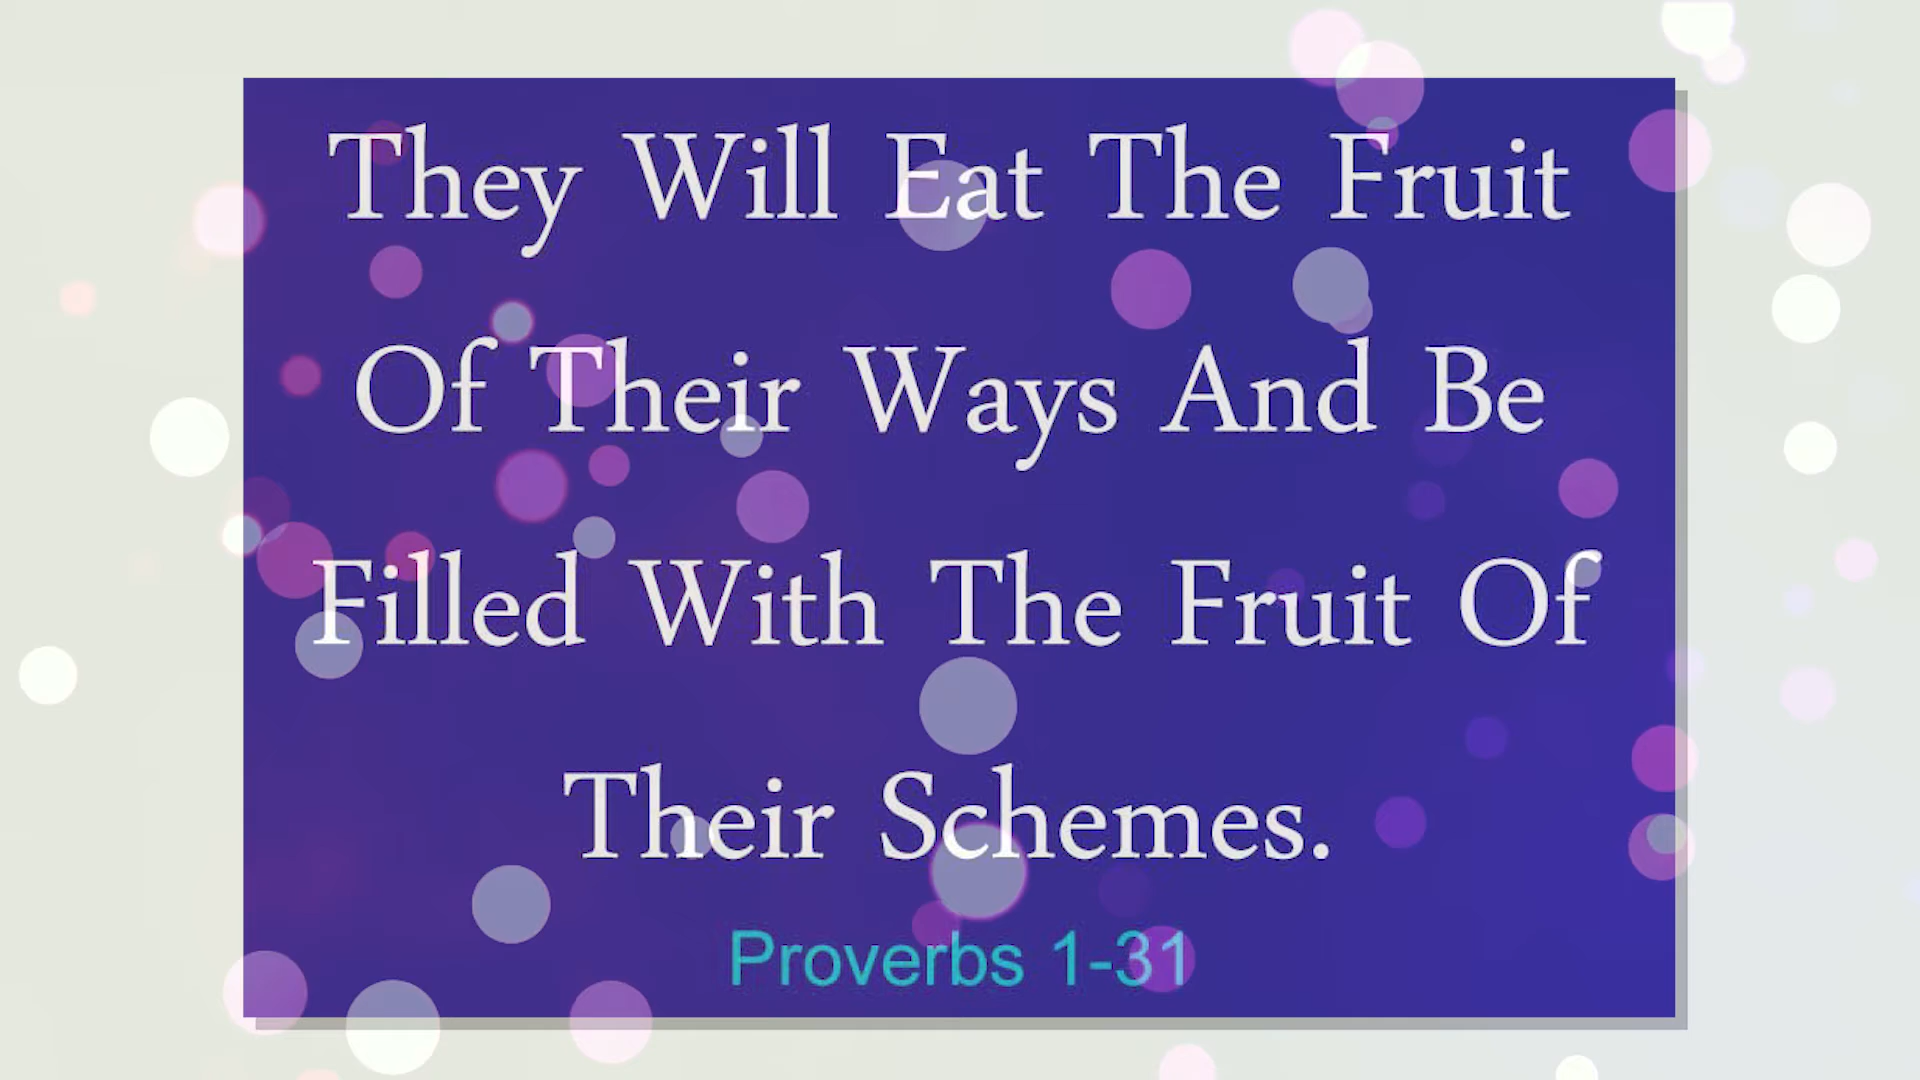 They Will Eat The Fruit
Of Their Ways And Be
Filled With The Fruit Of
Their Schemes.
Proverbs 1-31